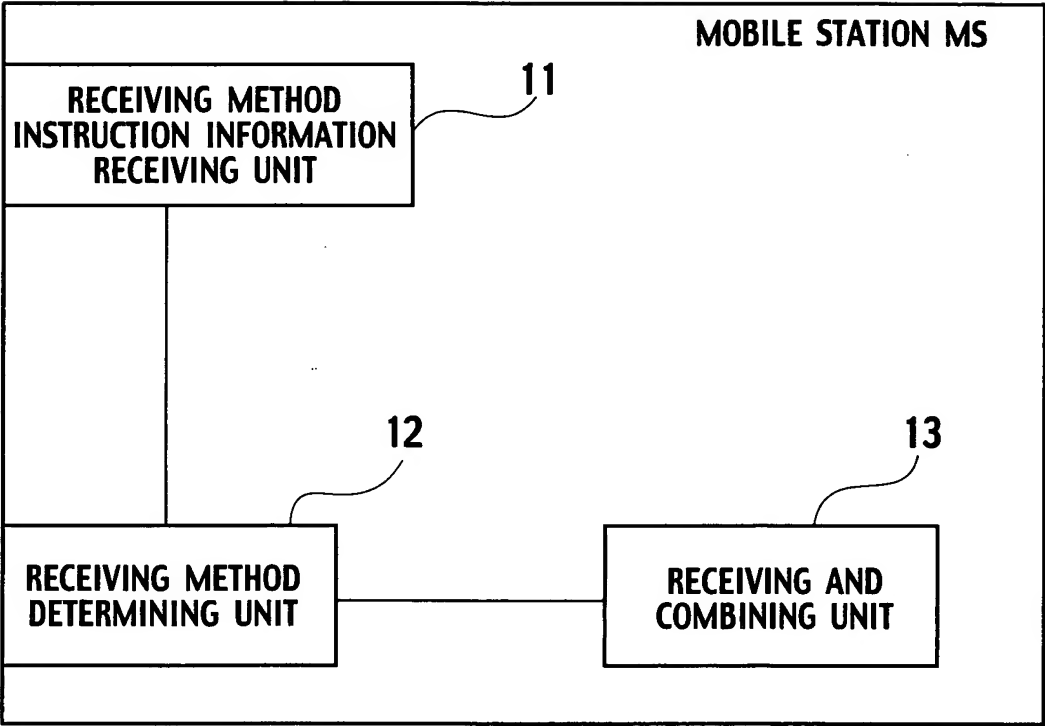 MOBILE STATION MS
11
RECEIVING METHOD
INSTRUCTION INFORMATION
RECEIVING UNIT
12
13
RECEIVING METHOD
DETERMINING UNIT
RECEIVING AND
COMBINING UNIT